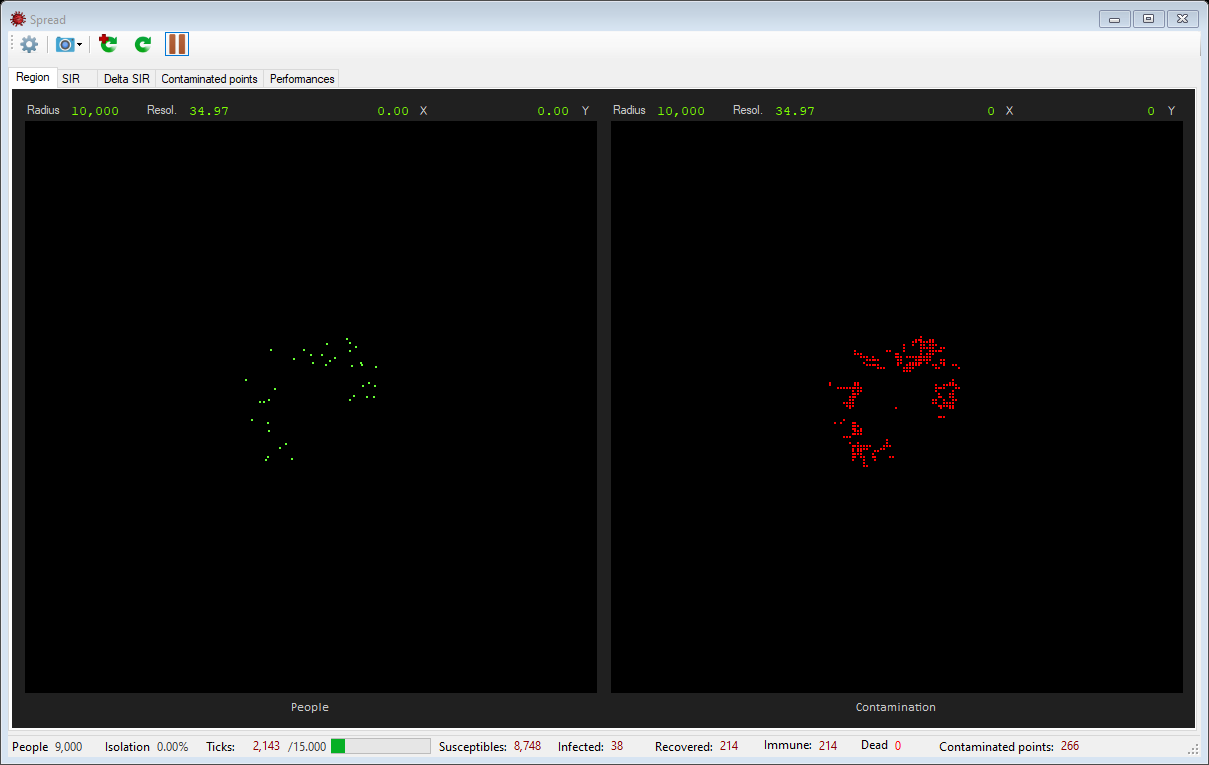 Spread
Region SIR Delta SIR Contaminated points Performances
Radius 10,000 Resol. 34.97 0.00 X 0.00 Y Radius 10,000 Resol. 34.97 0 X 0 Y
People Contamination
People 9,000 Isolation 0.00% Ticks: 2,143 /15.000 Susceptibles: 8,748 Infected: 38 Recovered: 214 Immune: 214 Dead 0 Contaminated points: 266